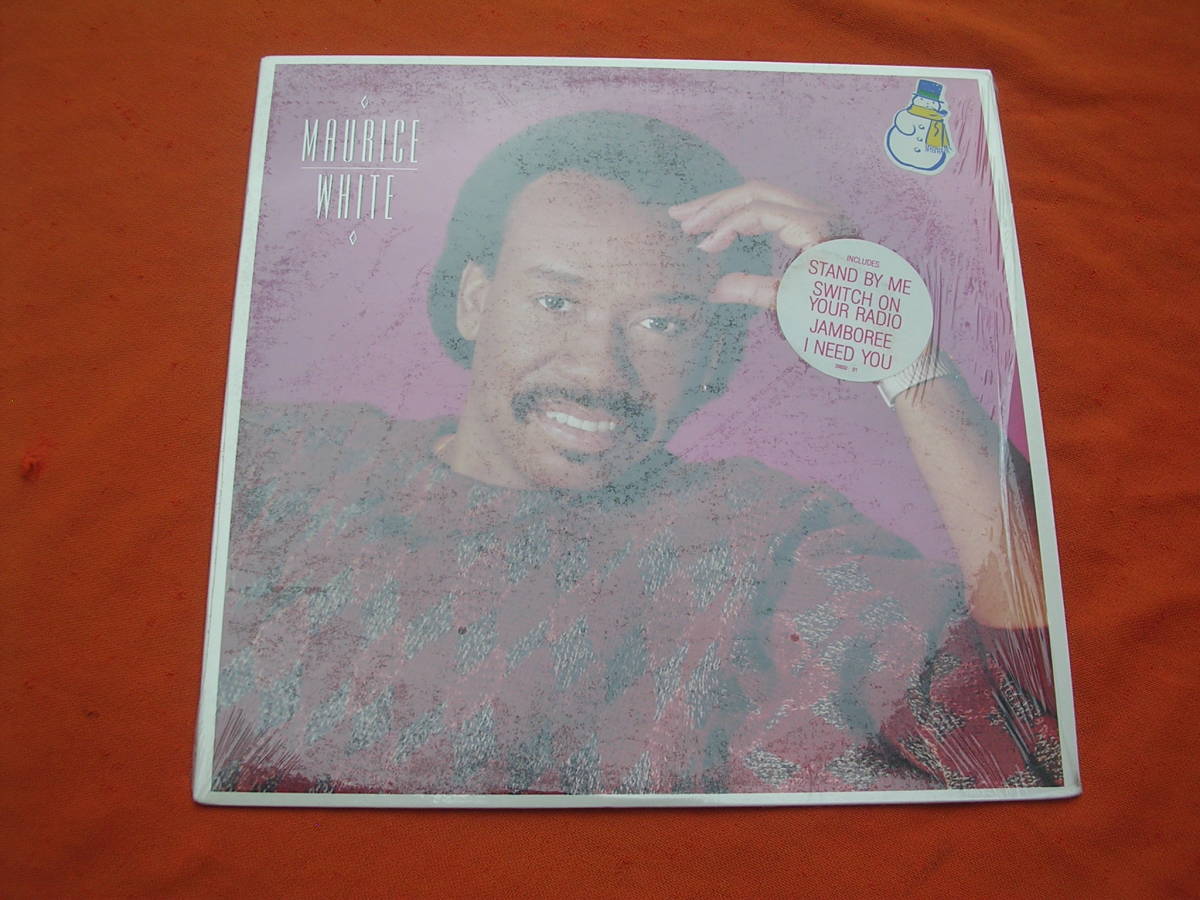 MAURICE
WHITE
INCLUDES
STAND BY ME
SWITCH ON
YOUR RADIO
JAMBOREE
I NEED YOU